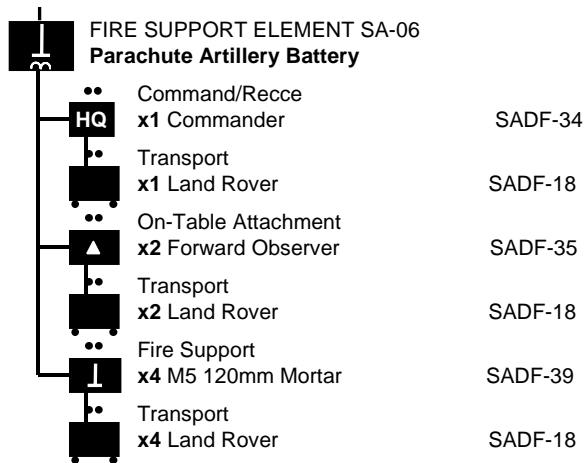 FIRE SUPPORT ELEMENT SA-06
Parachute Artillery Battery
Command/Recce
HQ x1 Commander SADF-34
Transport
x1 Land Rover SADF-18
On-Table Attachment
x2 Forward Observer SADF-35
Transport
x2 Land Rover SADF-18
Fire Support
x4 M5 120mm Mortar SADF-39
Transport
x4 Land Rover SADF-18